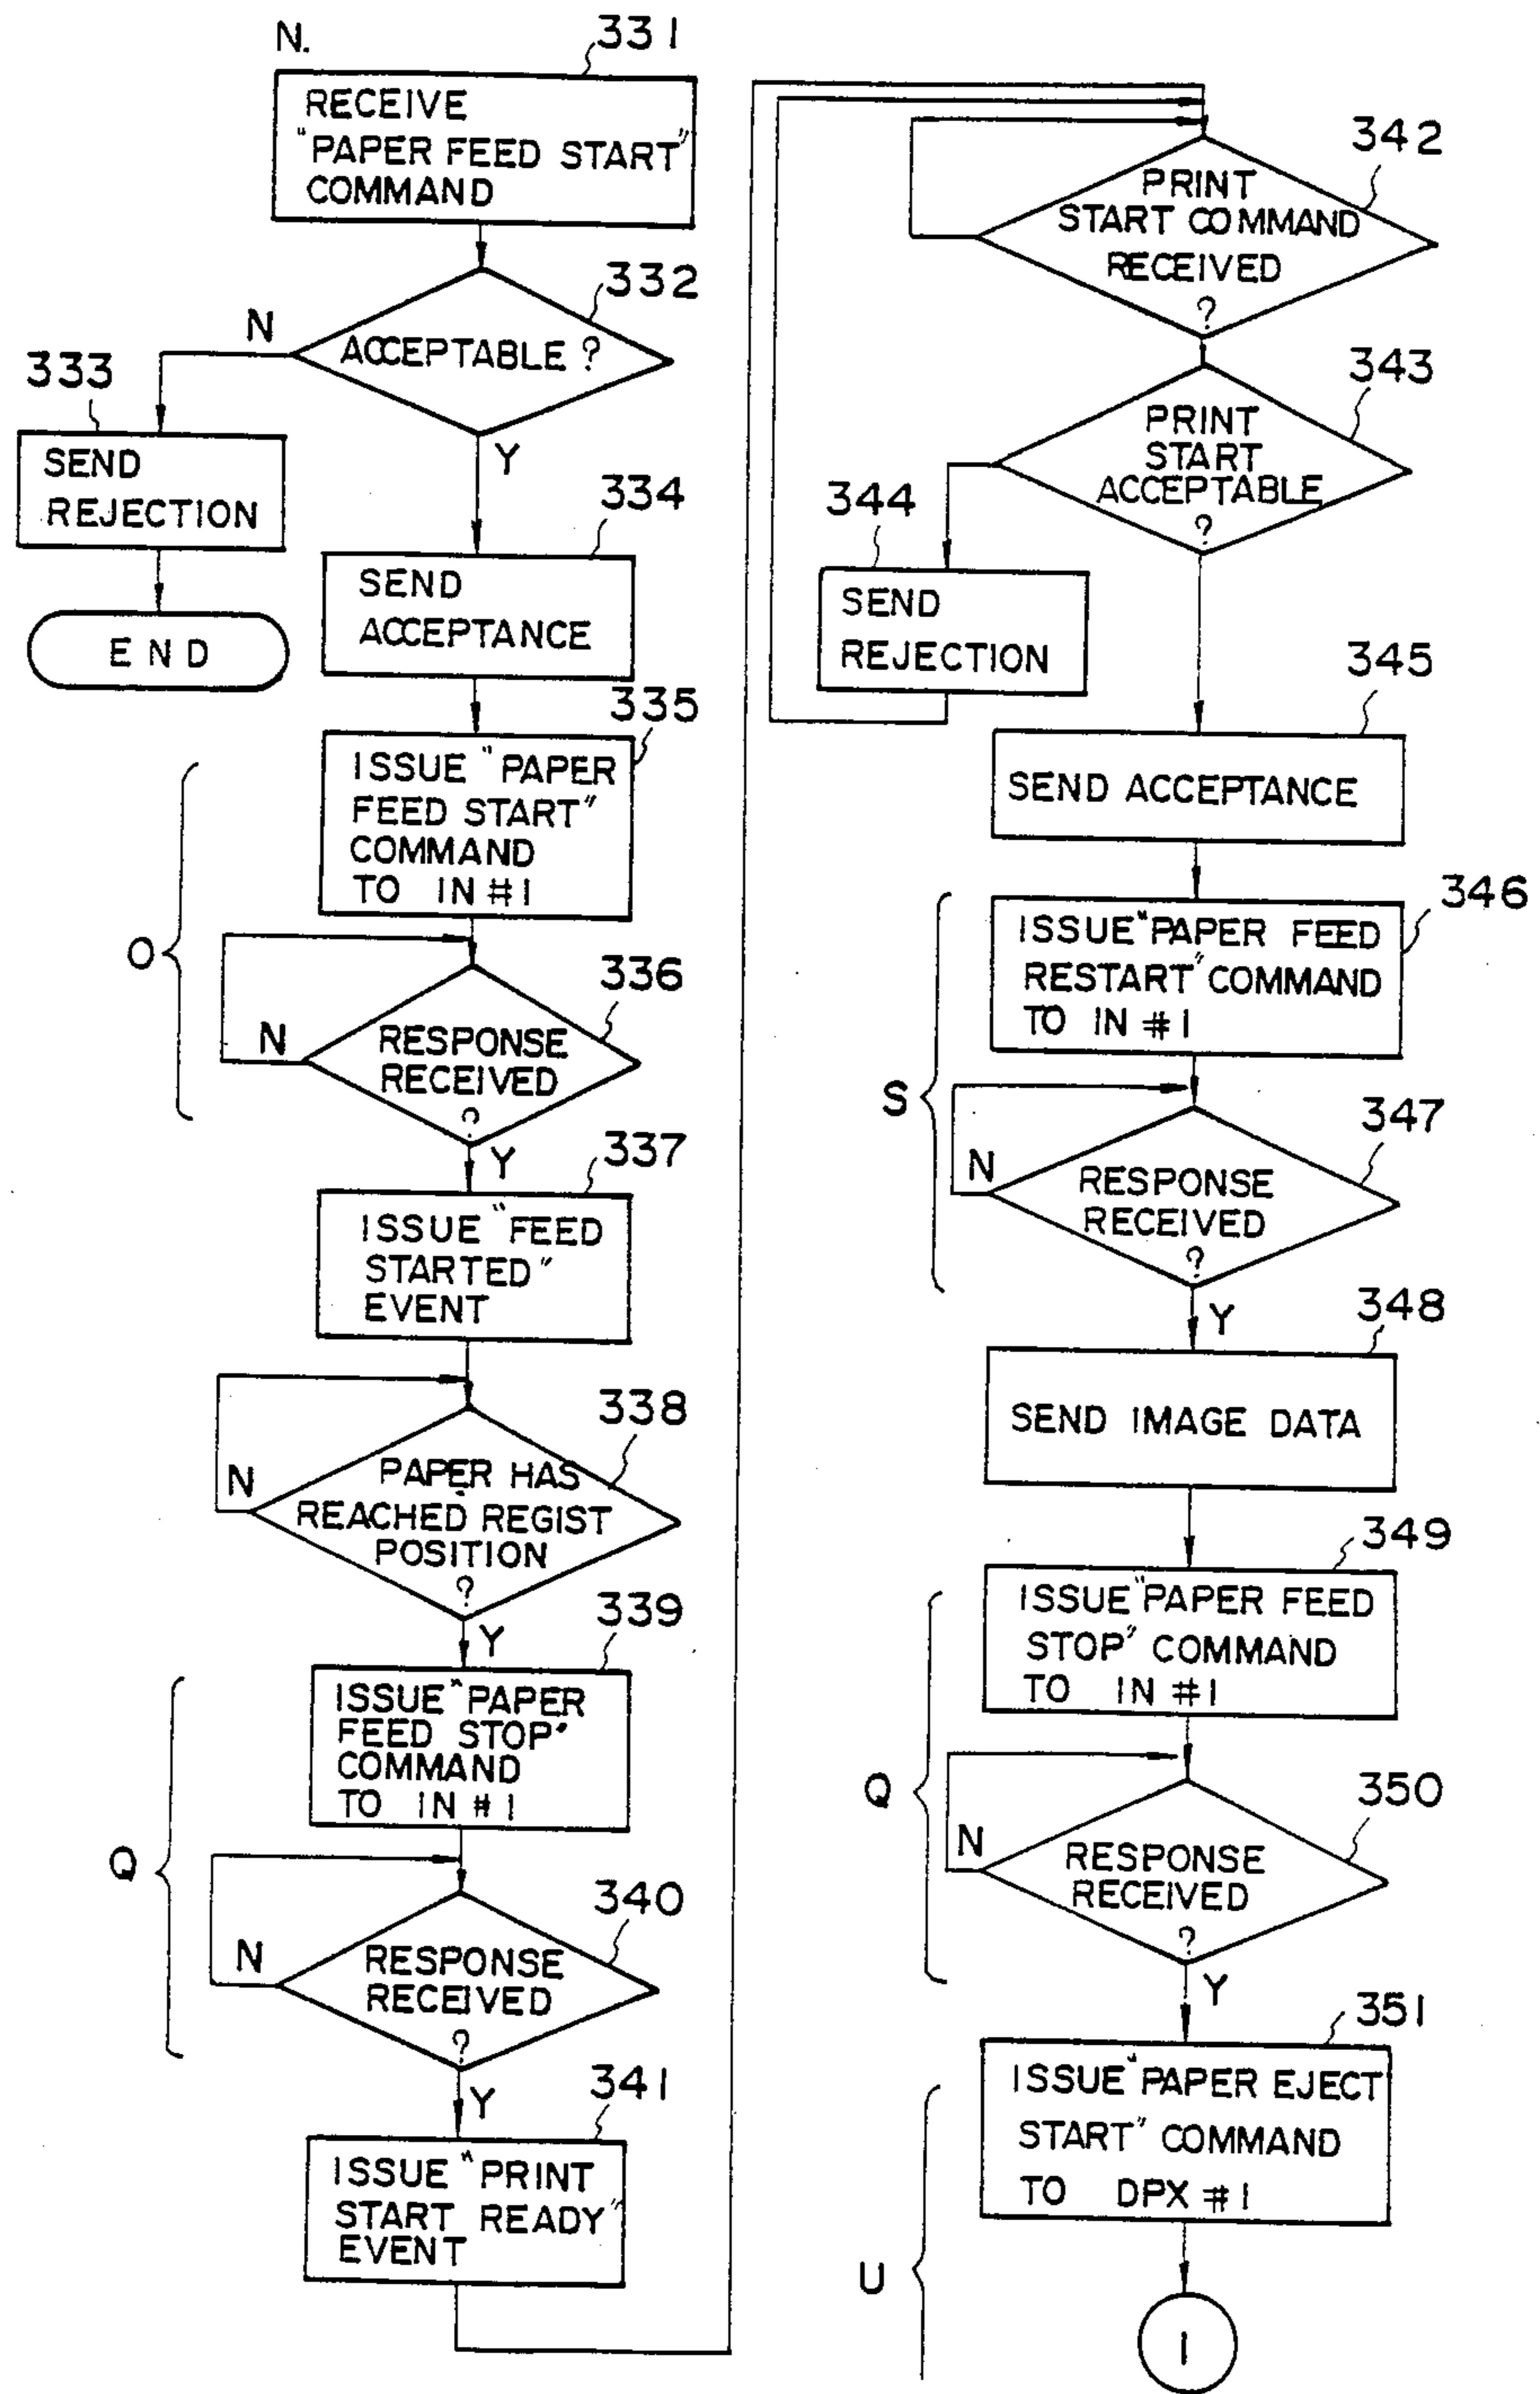 N.
331
RECEIVE
"PAPER FEED START"
COMMAND
332
ACCEPTABLE ?
N
Y
333
SEND
REJECTION
END
334
SEND
ACCEPTANCE
335
ISSUE "PAPER
FEED START"
COMMAND
TO IN #1
O
336
RESPONSE
RECEIVED
?
N
Y
337
ISSUE "FEED
STARTED"
EVENT
338
PAPER HAS
REACHED REGIST
POSITION
?
N
Y
339
ISSUE "PAPER
FEED STOP"
COMMAND
TO IN #1
Q
340
RESPONSE
RECEIVED
?
N
Y
341
ISSUE "PRINT
START READY"
EVENT
342
PRINT
START COMMAND
RECEIVED
?
343
PRINT
START
ACCEPTABLE
?
344
SEND
REJECTION
345
SEND ACCEPTANCE
346
ISSUE "PAPER FEED
RESTART" COMMAND
TO IN #1
S
347
RESPONSE
RECEIVED
?
N
Y
348
SEND IMAGE DATA
349
ISSUE "PAPER FEED
STOP" COMMAND
TO IN #1
Q
350
RESPONSE
RECEIVED
?
N
Y
351
ISSUE "PAPER EJECT
START" COMMAND
TO DPX #1
U
1